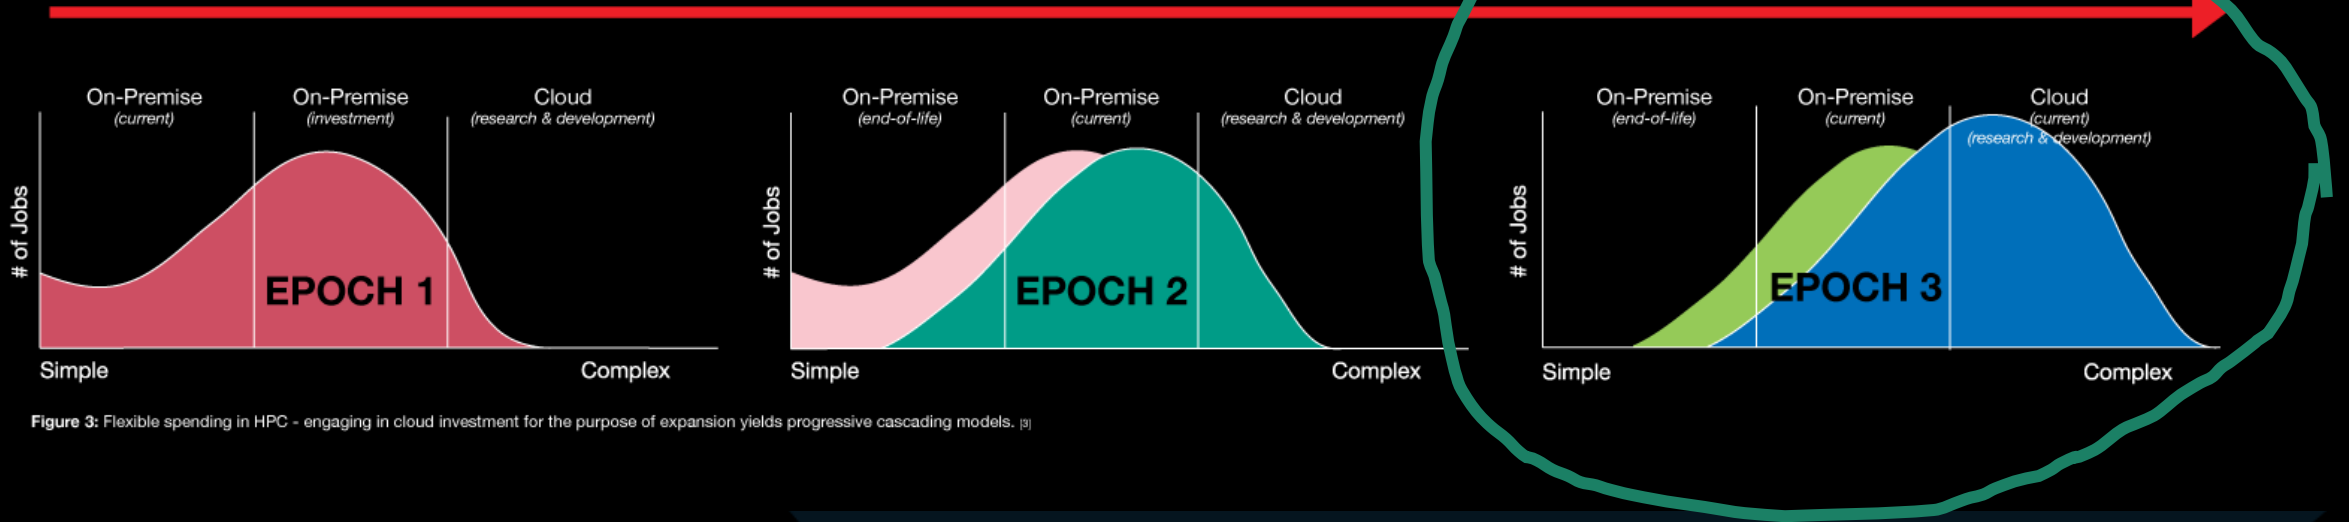 On-Premise
(current)
On-Premise
(investment)
Cloud
(research & development)
# of Jobs
EPOCH 1
Simple
Complex
On-Premise
(end-of-life)
On-Premise
(current)
Cloud
(research & development)
# of Jobs
EPOCH 2
Simple
Complex
On-Premise
(end-of-life)
On-Premise
(current)
Cloud
(current)
(research & development)
# of Jobs
EPOCH 3
Simple
Complex
Figure 3: Flexible spending in HPC - engaging in cloud investment for the purpose of expansion yields progressive cascading models. [3]